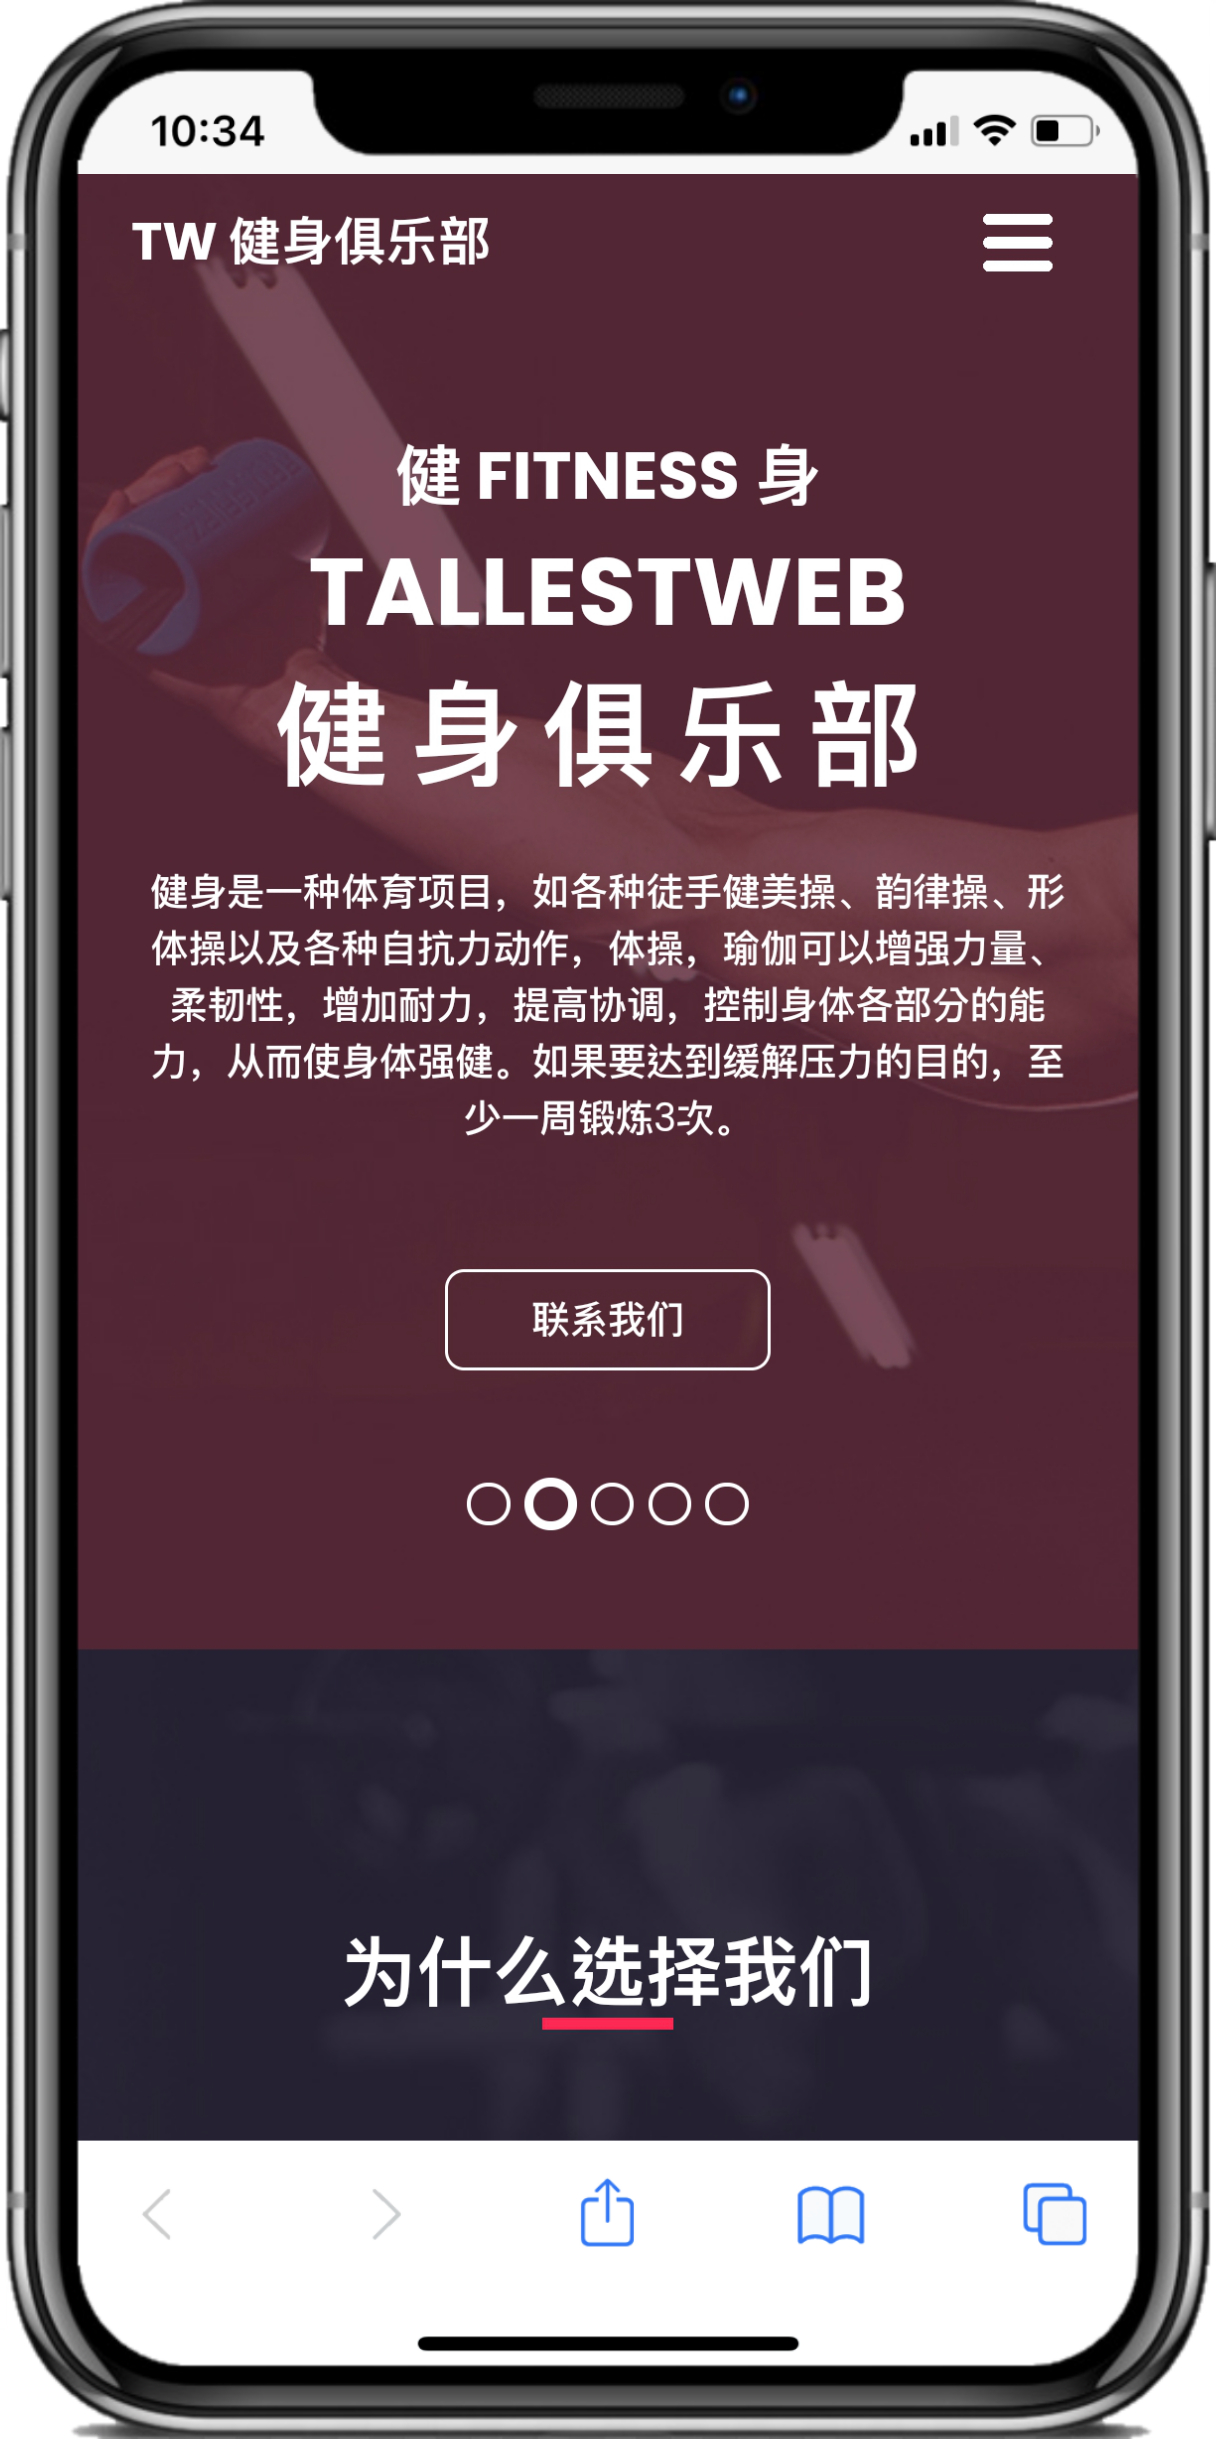 10:34
TW 健身俱乐部
健 FITNESS 身
TALLESTWEB
健身俱乐部
健身是一种体育项目，如各种徒手健美操、韵律操、形
体操以及各种自抗力动作，体操，瑜伽可以增强力量、
柔韧性，增加耐力，提高协调，控制身体各部分的能
力，从而使身体强健。如果要达到缓解压力的目的，至
少一周锻炼3次。
联系我们
为什么选择我们